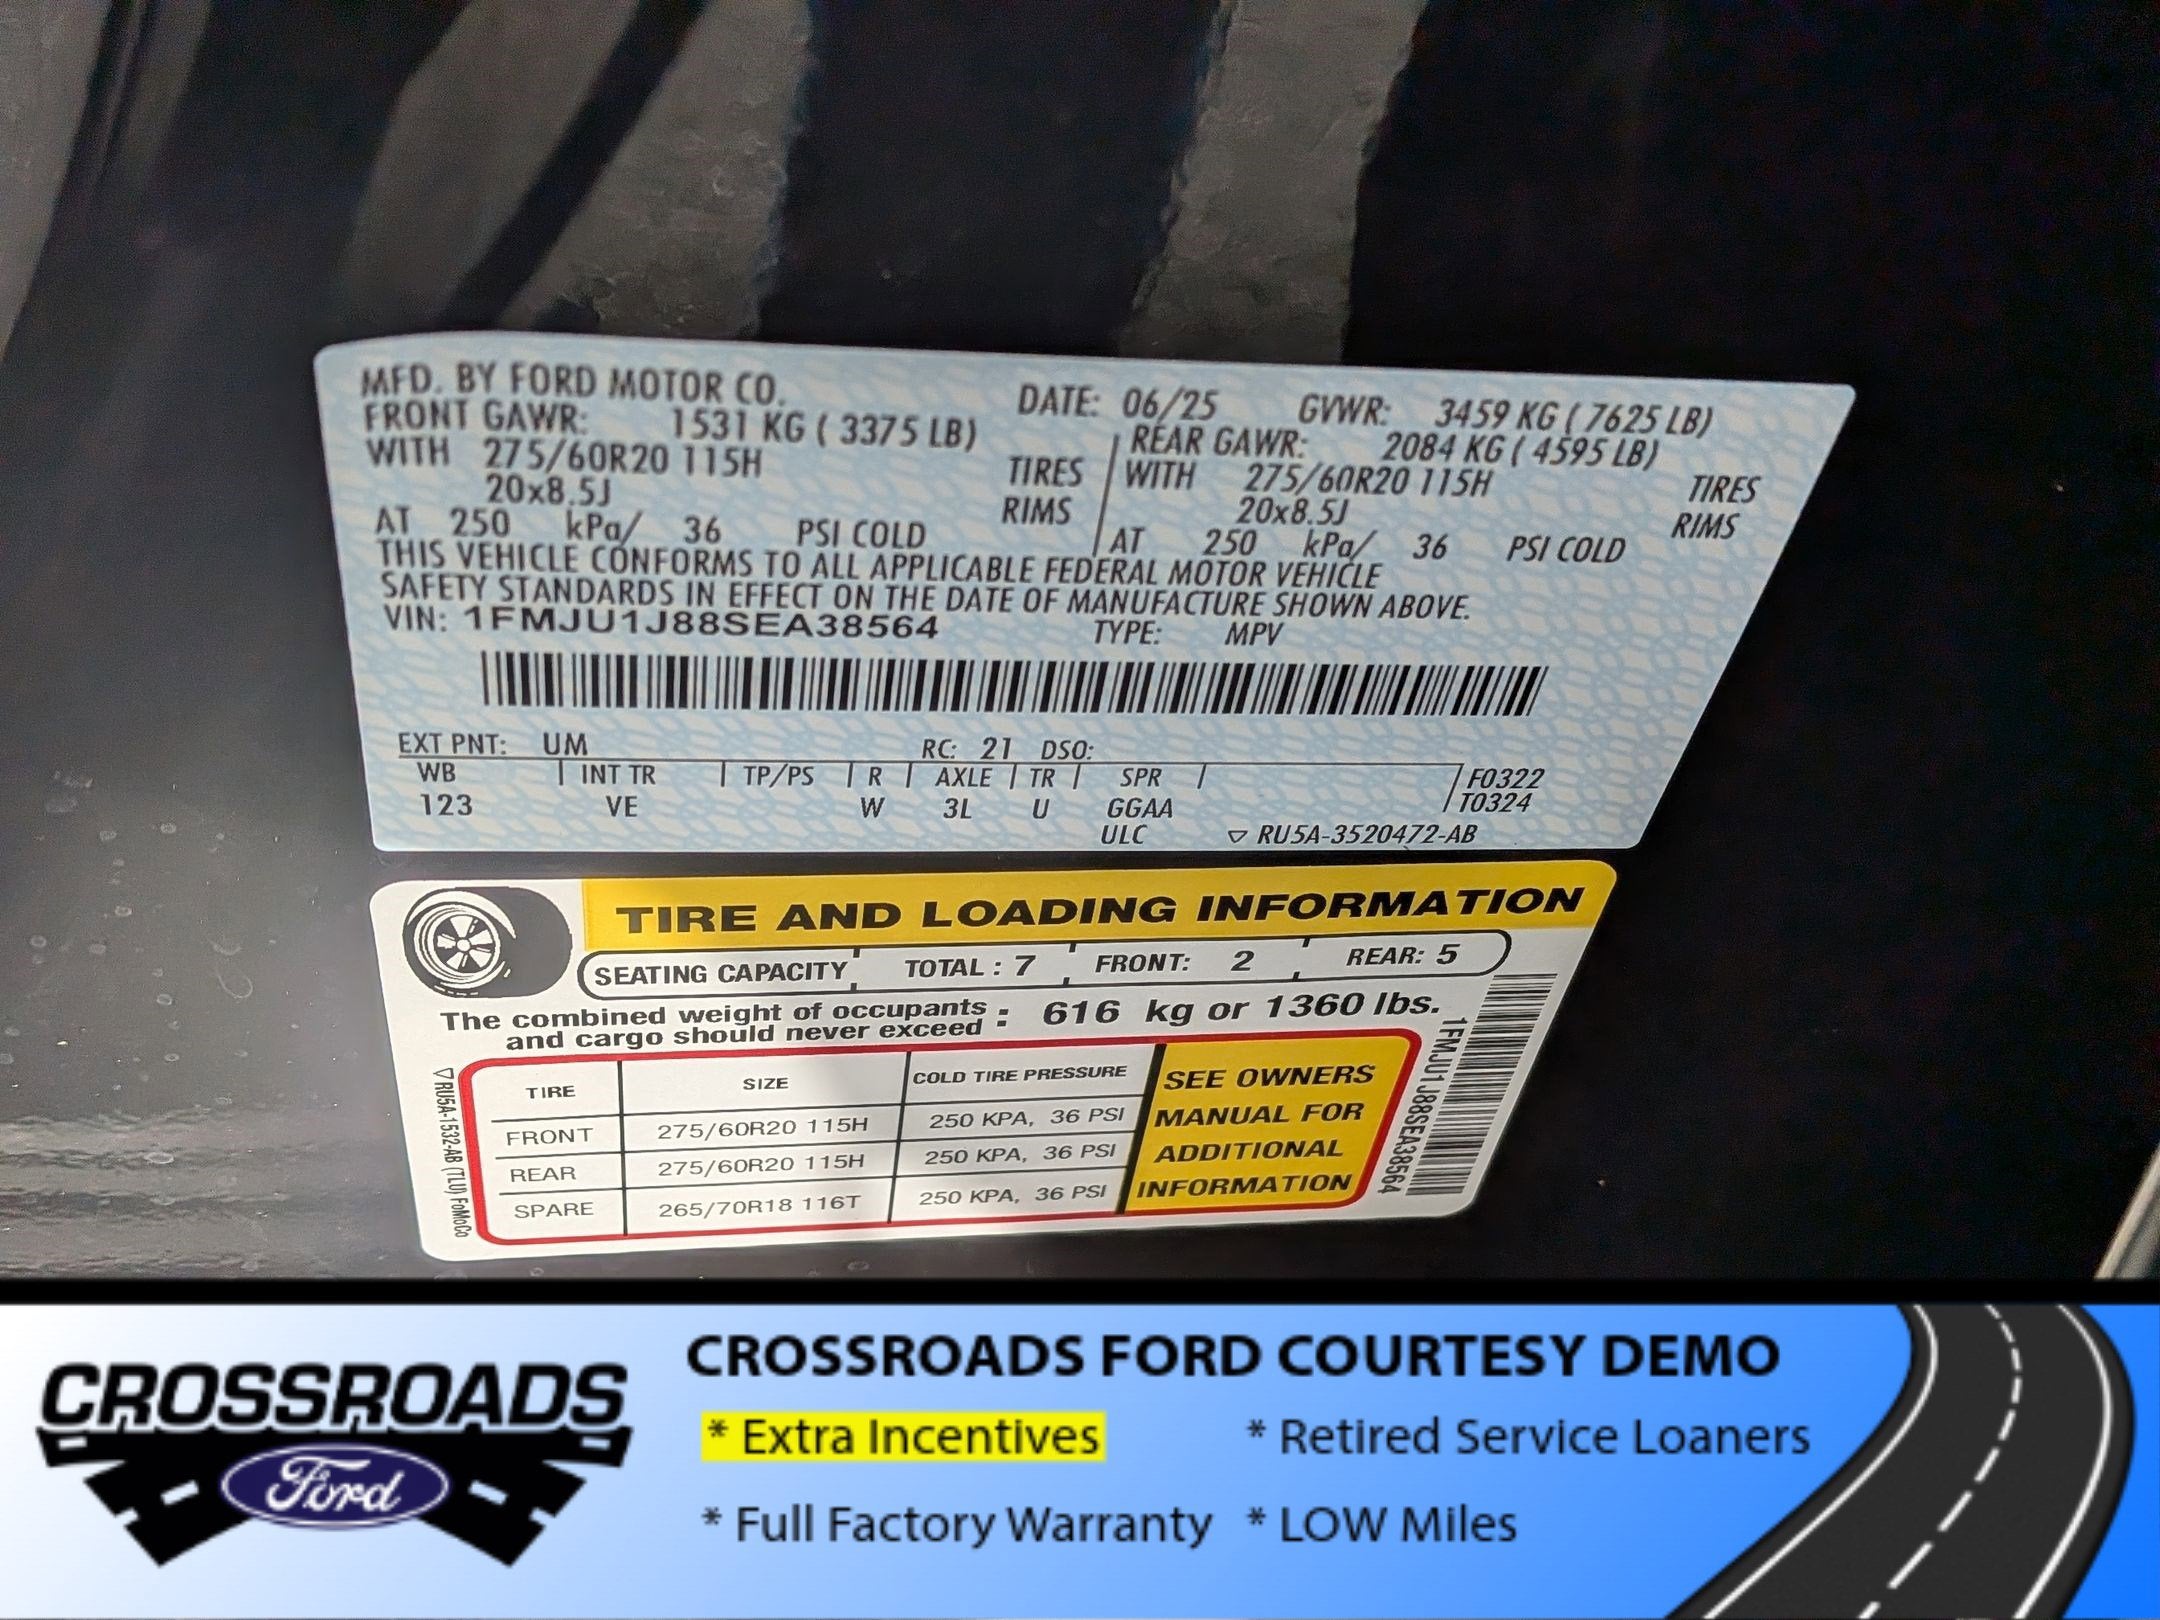 MFD. BY FORD MOTOR CO.
DATE: 06/25 GVWR: 3459 KG ( 7625 LB)
FRONT GAWR: 1531 KG ( 3375 LB)
REAR GAWR: 2084 KG ( 4595 LB)
WITH 275/60R20 115H TIRES
WITH 275/60R20 115H TIRES
20x8.5J RIMS
20x8.5J RIMS
AT 250 kPa/ 36 PSI COLD
AT 250 kPa/ 36 PSI COLD
THIS VEHICLE CONFORMS TO ALL APPLICABLE FEDERAL MOTOR VEHICLE
SAFETY STANDARDS IN EFFECT ON THE DATE OF MANUFACTURE SHOWN ABOVE.
VIN: 1FMJU1J88SEA38564 TYPE: MPV
EXT PNT: UM RC: 21 DSO:
WB INT TR TP/PS R AXLE TR SPR F0322
123 VE W 3L U GGAA T0324
ULC ▽ RU5A-3520472-AB
TIRE AND LOADING INFORMATION
SEATING CAPACITY TOTAL : 7 FRONT: 2 REAR: 5
The combined weight of occupants
and cargo should never exceed : 616 kg or 1360 lbs.
TIRE SIZE COLD TIRE PRESSURE
FRONT 275/60R20 115H 250 KPA, 36 PSI
REAR 275/60R20 115H 250 KPA, 36 PSI
SPARE 265/70R18 116T 250 KPA, 36 PSI
SEE OWNERS
MANUAL FOR
ADDITIONAL
INFORMATION
▽RU5A-1532-AB (TLU) FoMoCo
1FMJU1J88SEA38564
CROSSROADS
Ford
CROSSROADS FORD COURTESY DEMO
* Extra Incentives * Retired Service Loaners
* Full Factory Warranty * LOW Miles